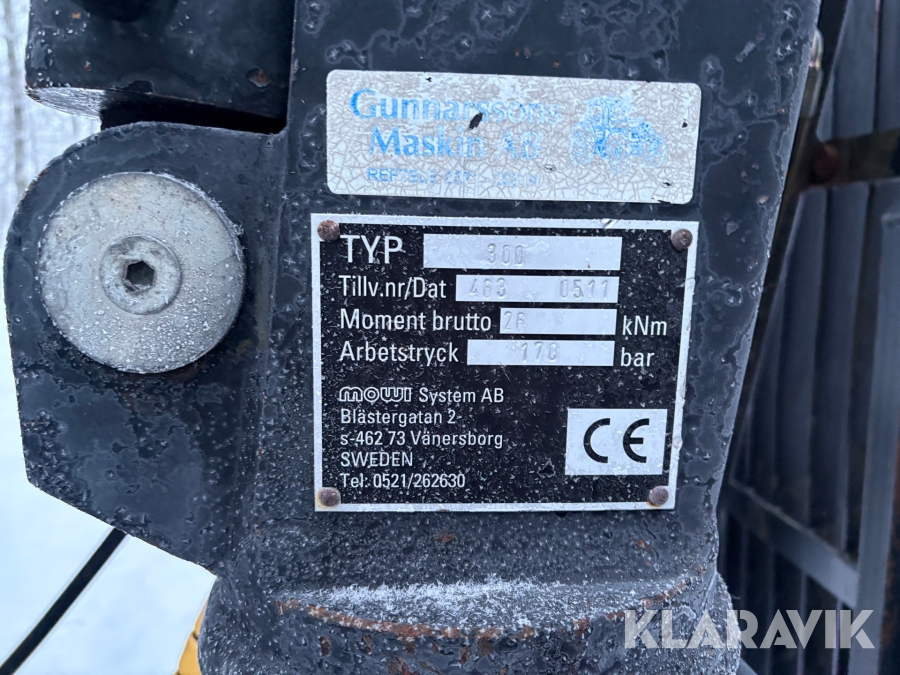 Gunnarssons
Maskin AB
TYP 300
Tillv.nr/Dat 463 0511
Moment brutto 26 kNm
Arbetstryck 170 bar
mowi System AB
Blästergatan 2
s-462 73 Vänersborg
SWEDEN
Tel: 0521/262630
CE
KLARAVIK